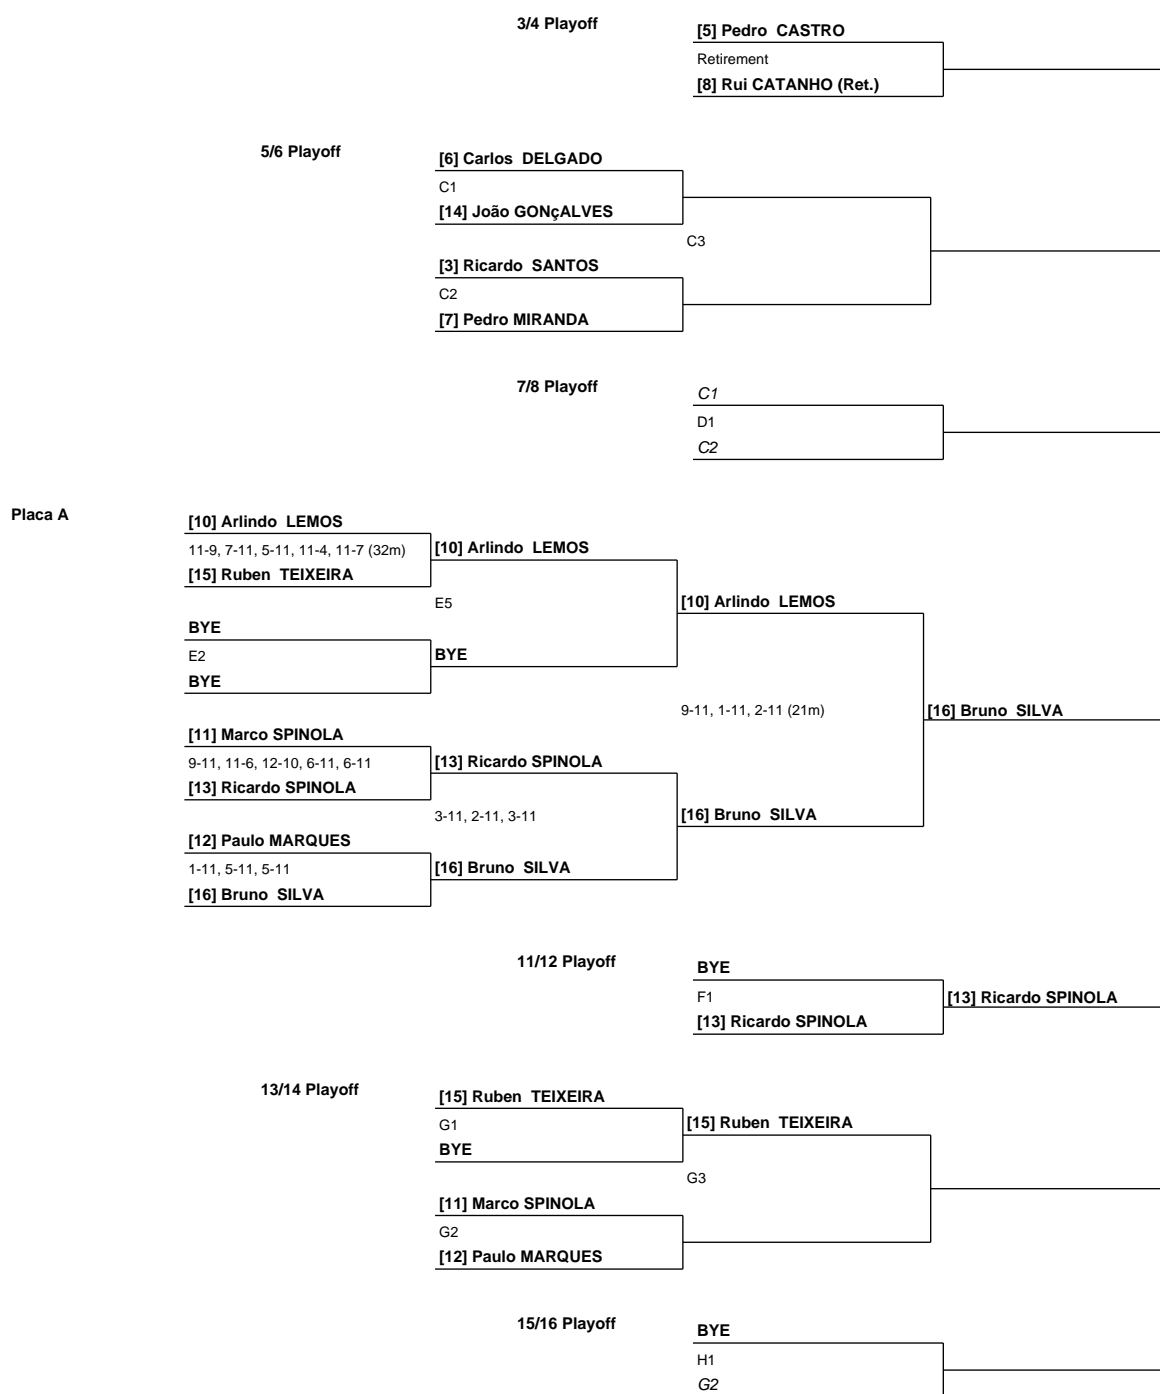 3/4 Playoff
[5] Pedro CASTRO
Retirement
[8] Rui CATANHO (Ret.)
5/6 Playoff
[6] Carlos DELGADO
C1
[14] João GONçALVES
C3
[3] Ricardo SANTOS
C2
[7] Pedro MIRANDA
7/8 Playoff
C1
D1
C2
Placa A
[10] Arlindo LEMOS
11-9, 7-11, 5-11, 11-4, 11-7 (32m)
[10] Arlindo LEMOS
[15] Ruben TEIXEIRA
E5
[10] Arlindo LEMOS
BYE
E2
BYE
BYE
9-11, 1-11, 2-11 (21m)
[16] Bruno SILVA
[11] Marco SPINOLA
9-11, 11-6, 12-10, 6-11, 6-11
[13] Ricardo SPINOLA
[13] Ricardo SPINOLA
3-11, 2-11, 3-11
[16] Bruno SILVA
[12] Paulo MARQUES
1-11, 5-11, 5-11
[16] Bruno SILVA
[16] Bruno SILVA
11/12 Playoff
BYE
F1
[13] Ricardo SPINOLA
[13] Ricardo SPINOLA
13/14 Playoff
[15] Ruben TEIXEIRA
G1
[15] Ruben TEIXEIRA
BYE
G3
[11] Marco SPINOLA
G2
[12] Paulo MARQUES
15/16 Playoff
BYE
H1
G2